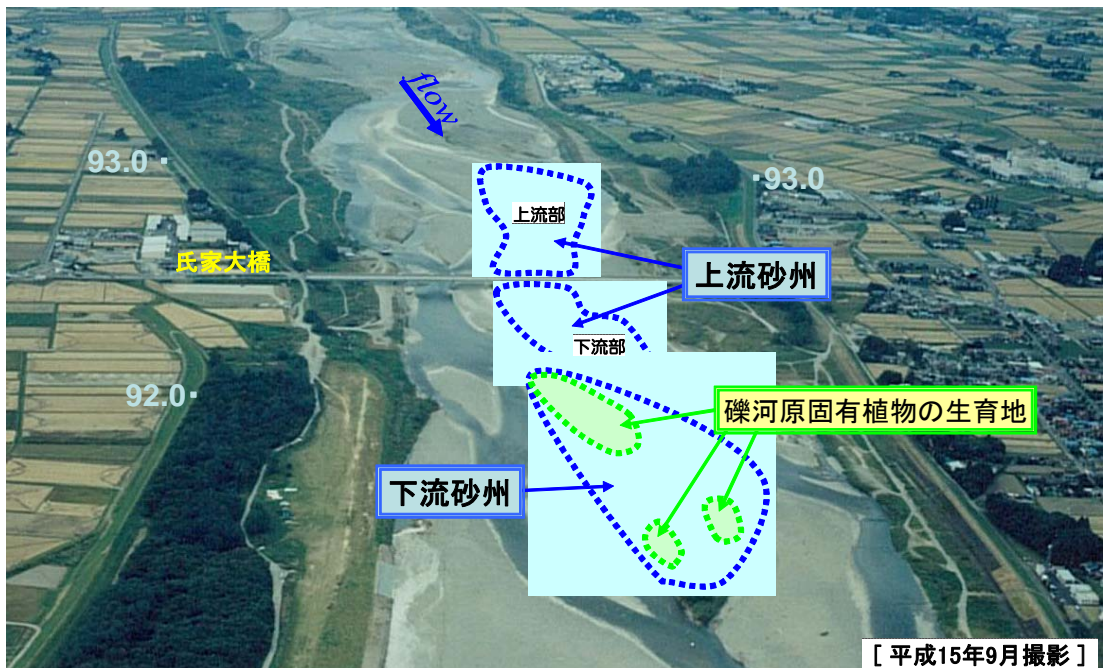 flow
93.0
93.0
上流部
氏家大橋
上流砂州
下流部
92.0
礫河原固有植物の生育地
下流砂州
[ 平成15年9月撮影 ]